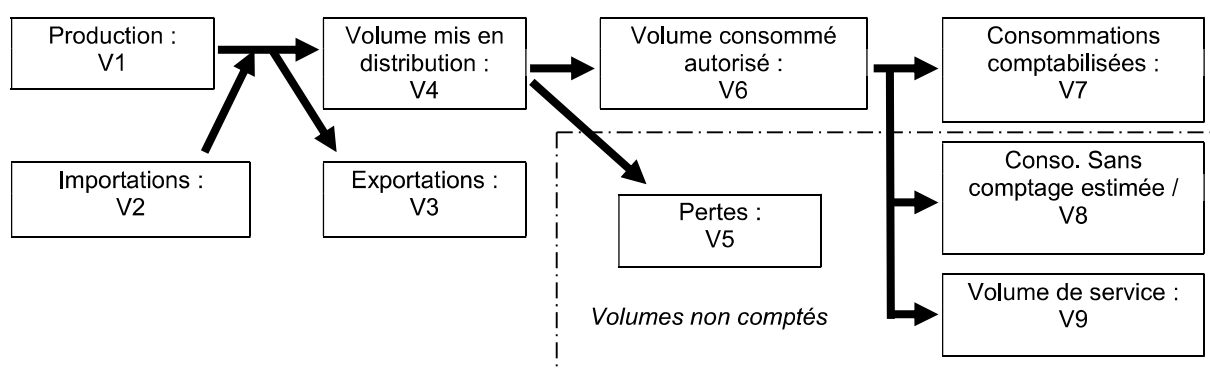 Production :
V1
Volume mis en
distribution :
V4
Volume consommé
autorisé :
V6
Consommations
comptabilisées :
V7
Importations :
V2
Exportations :
V3
Pertes :
V5
Conso. Sans
comptage estimée /
V8
Volumes non comptés
Volume de service :
V9